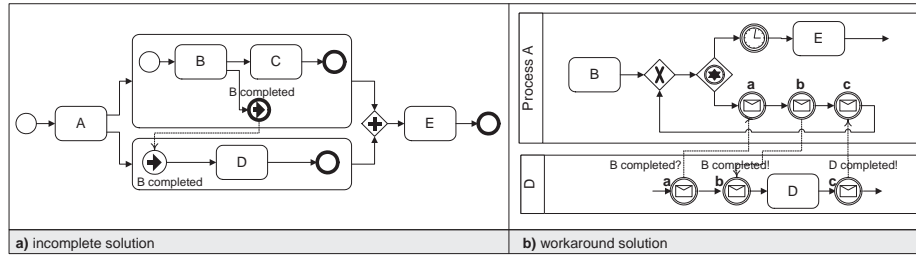 A
B
C
B completed
B completed
D
E
a) incomplete solution
Process A
B
E
a
b
c
D
B completed?
B completed!
D completed!
a
b
D
c
b) workaround solution